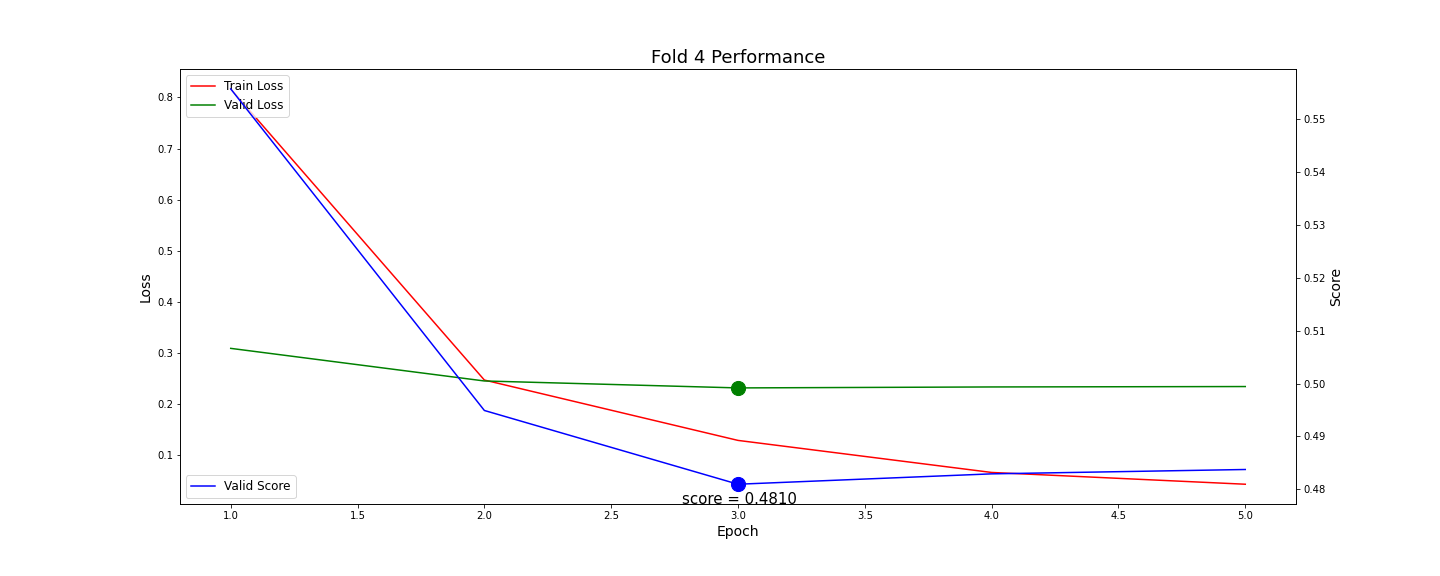 Fold 4 Performance
Train Loss
Valid Loss
0.8
0.7
0.6
0.5
0.4
0.3
0.2
0.1
Loss
0.55
0.54
0.53
0.52
0.51
0.50
0.49
0.48
Score
Valid Score
score = 0.4810
1.0 1.5 2.0 2.5 3.0 3.5 4.0 4.5 5.0
Epoch